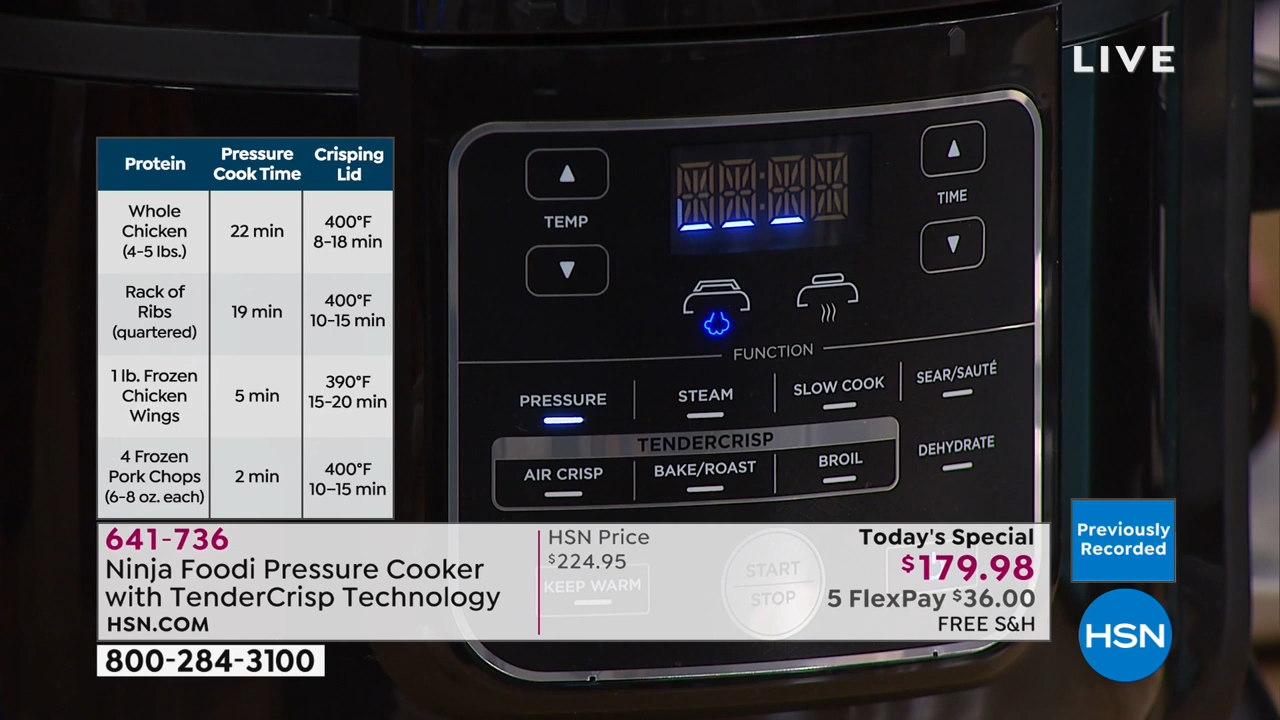 LIVE
Protein
Pressure
Cook Time
Crisping
Lid
Whole
Chicken
(4-5 lbs.)
22 min
400°F
8-18 min
Rack of
Ribs
(quartered)
19 min
400°F
10-15 min
1 lb. Frozen
Chicken
Wings
5 min
390°F
15-20 min
4 Frozen
Pork Chops
(6-8 oz. each)
2 min
400°F
10-15 min
TEMP
TIME
FUNCTION
PRESSURE
STEAM
SLOW COOK
SEAR/SAUTÉ
TENDERCRISP
AIR CRISP
BAKE/ROAST
BROIL
DEHYDRATE
KEEP WARM
START
STOP
641-736
Ninja Foodi Pressure Cooker
with TenderCrisp Technology
HSN.COM
HSN Price
$224.95
Today's Special
$179.98
5 FlexPay $36.00
FREE S&H
800-284-3100
Previously
Recorded
HSN